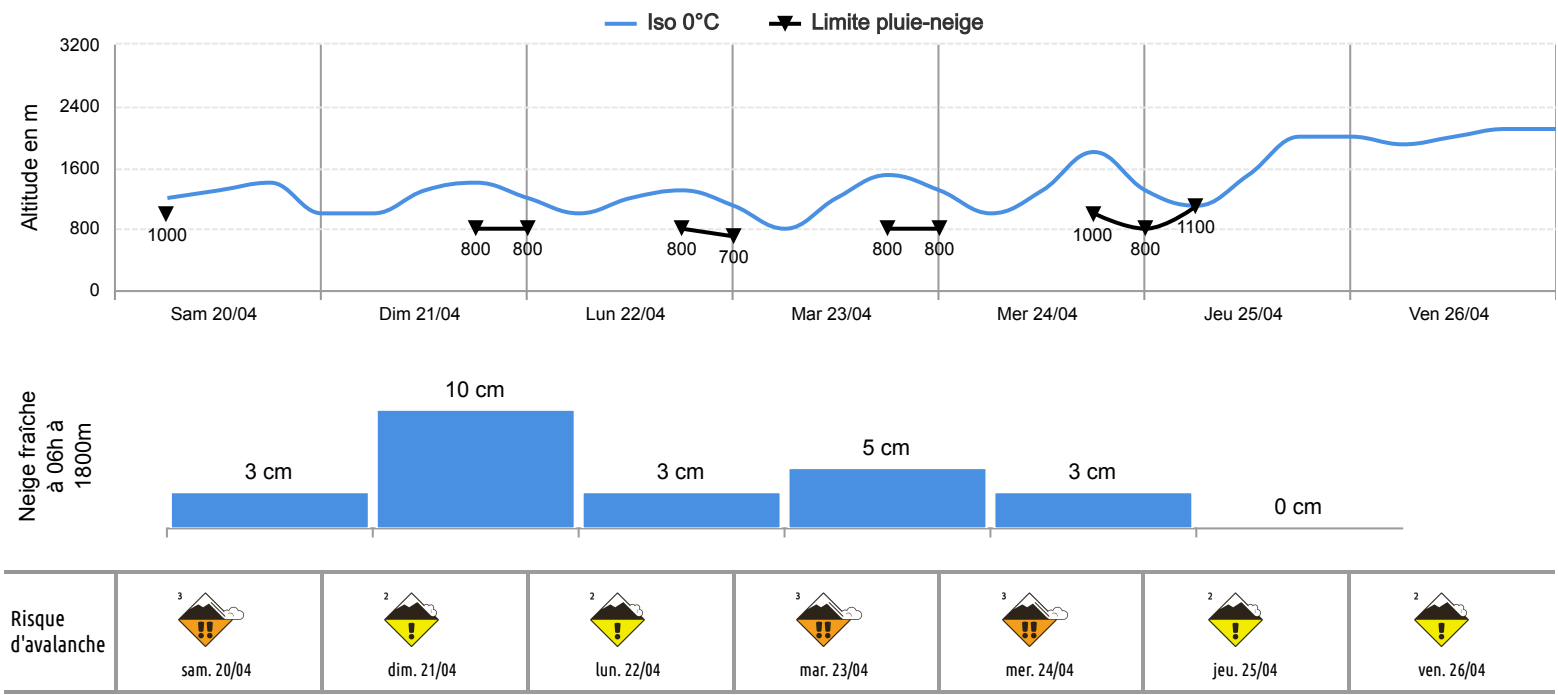 Iso 0°C
Limite pluie-neige
Altitude en m
3200
2400
1600
800
0
1000
800
800
800
700
800
800
1000
800
1100
Sam 20/04
Dim 21/04
Lun 22/04
Mar 23/04
Mer 24/04
Jeu 25/04
Ven 26/04
Neige fraîche
à 06h à
1800m
3 cm
10 cm
3 cm
5 cm
3 cm
0 cm
Risque
d'avalanche
3
!!
sam. 20/04
2
!
dim. 21/04
2
!
lun. 22/04
3
!!
mar. 23/04
3
!!
mer. 24/04
2
!
jeu. 25/04
2
!
ven. 26/04